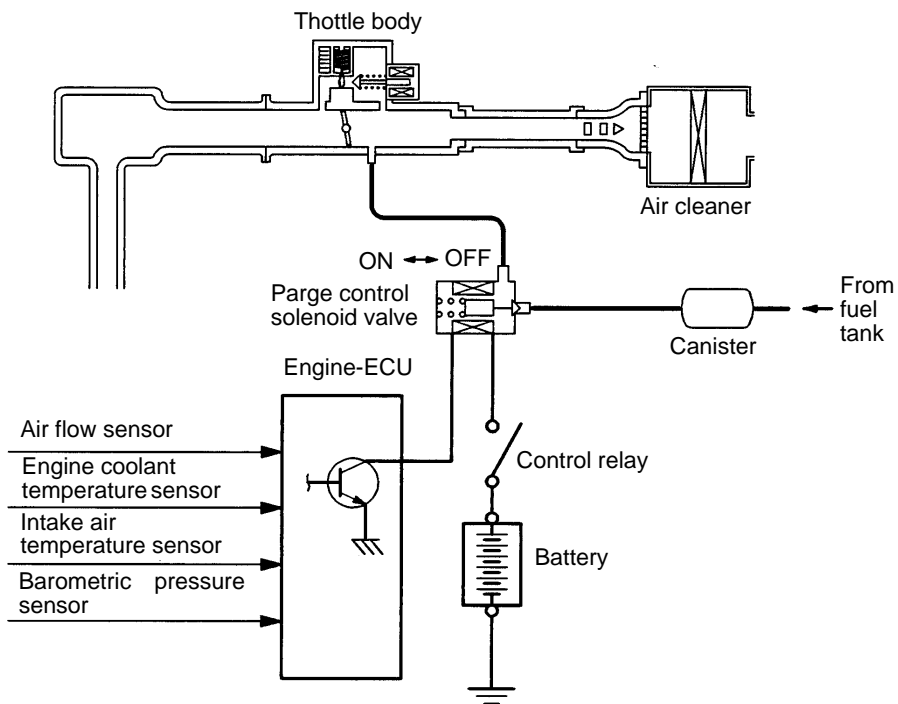 Thottle body
Air cleaner
ON OFF
Parge control
solenoid valve
From
fuel
tank
Canister
Engine-ECU
Air flow sensor
Engine coolant
temperature sensor
Intake air
temperature sensor
Barometric pressure
sensor
Control relay
Battery